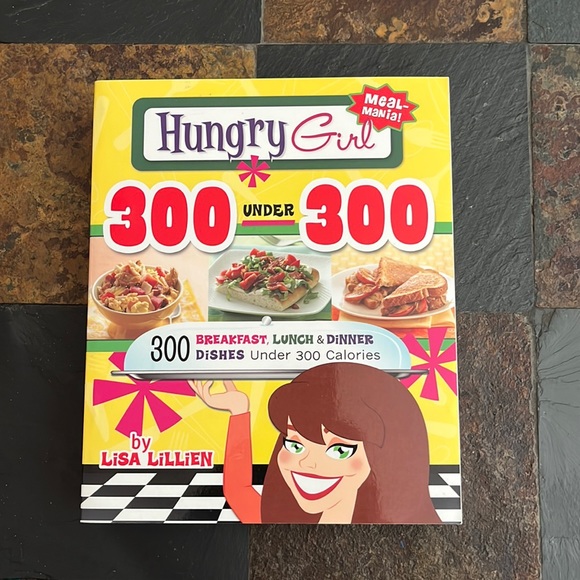 Meal-
Mania!
Hungry Girl
300 UNDER 300
300 BREAKFAST, LUNCH & DINNER
DISHES Under 300 Calories
by
LISA LILLIEN